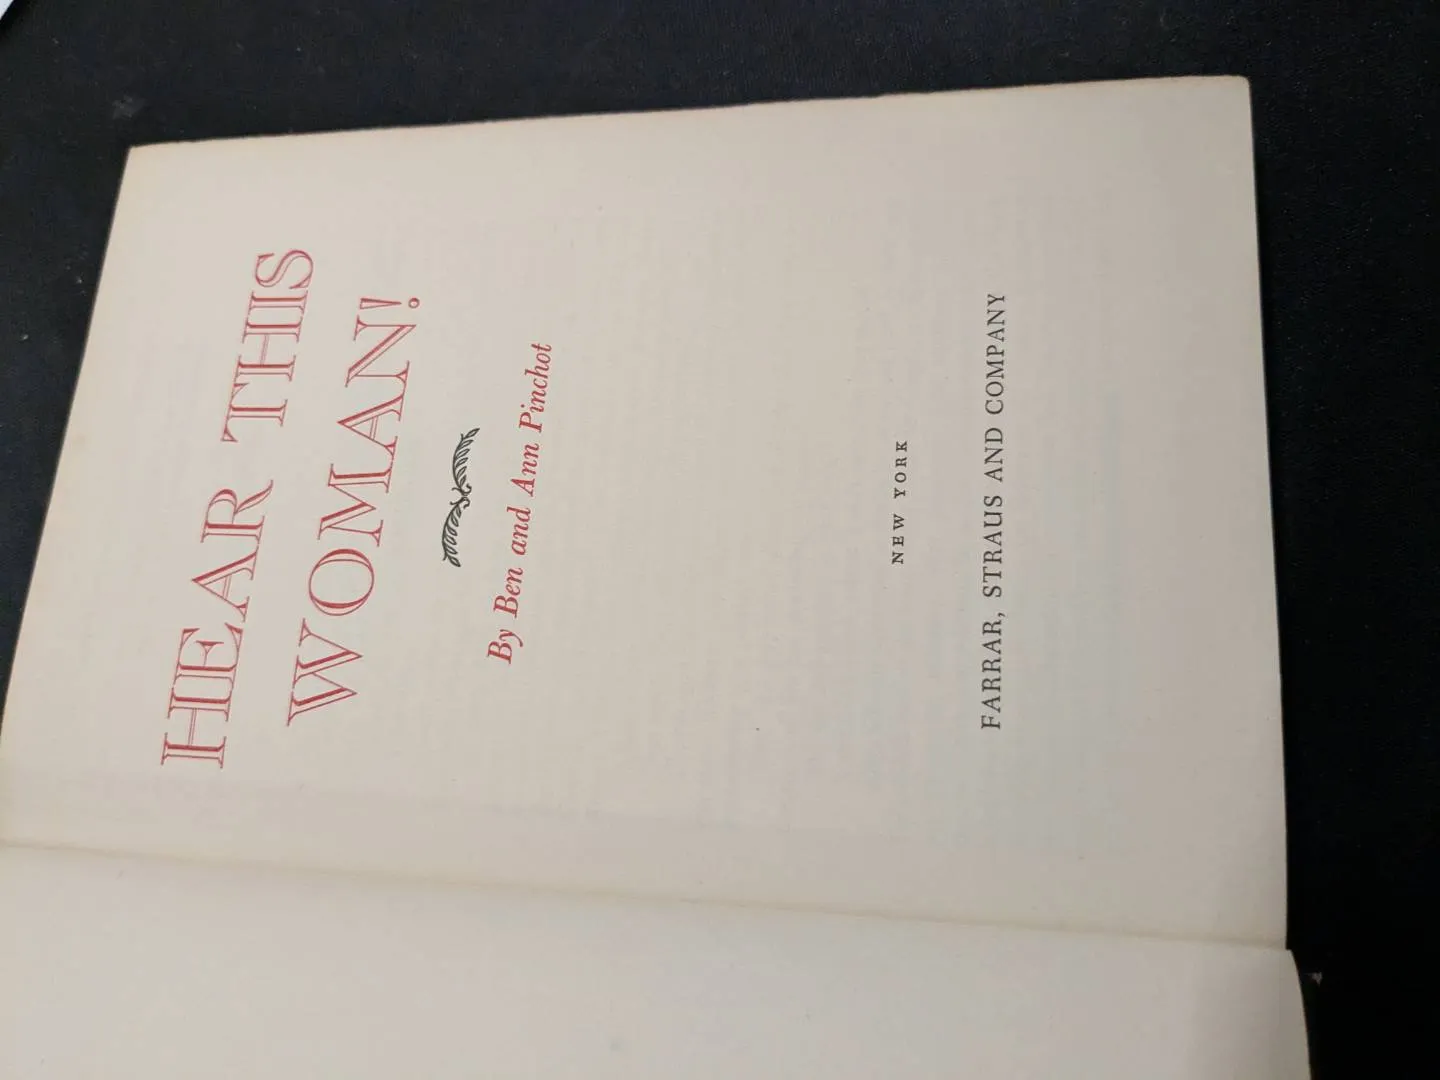 HEAR THIS
WOMAN!
By Ben and Ann Pinchot
NEW YORK
FARRAR, STRAUS AND COMPANY